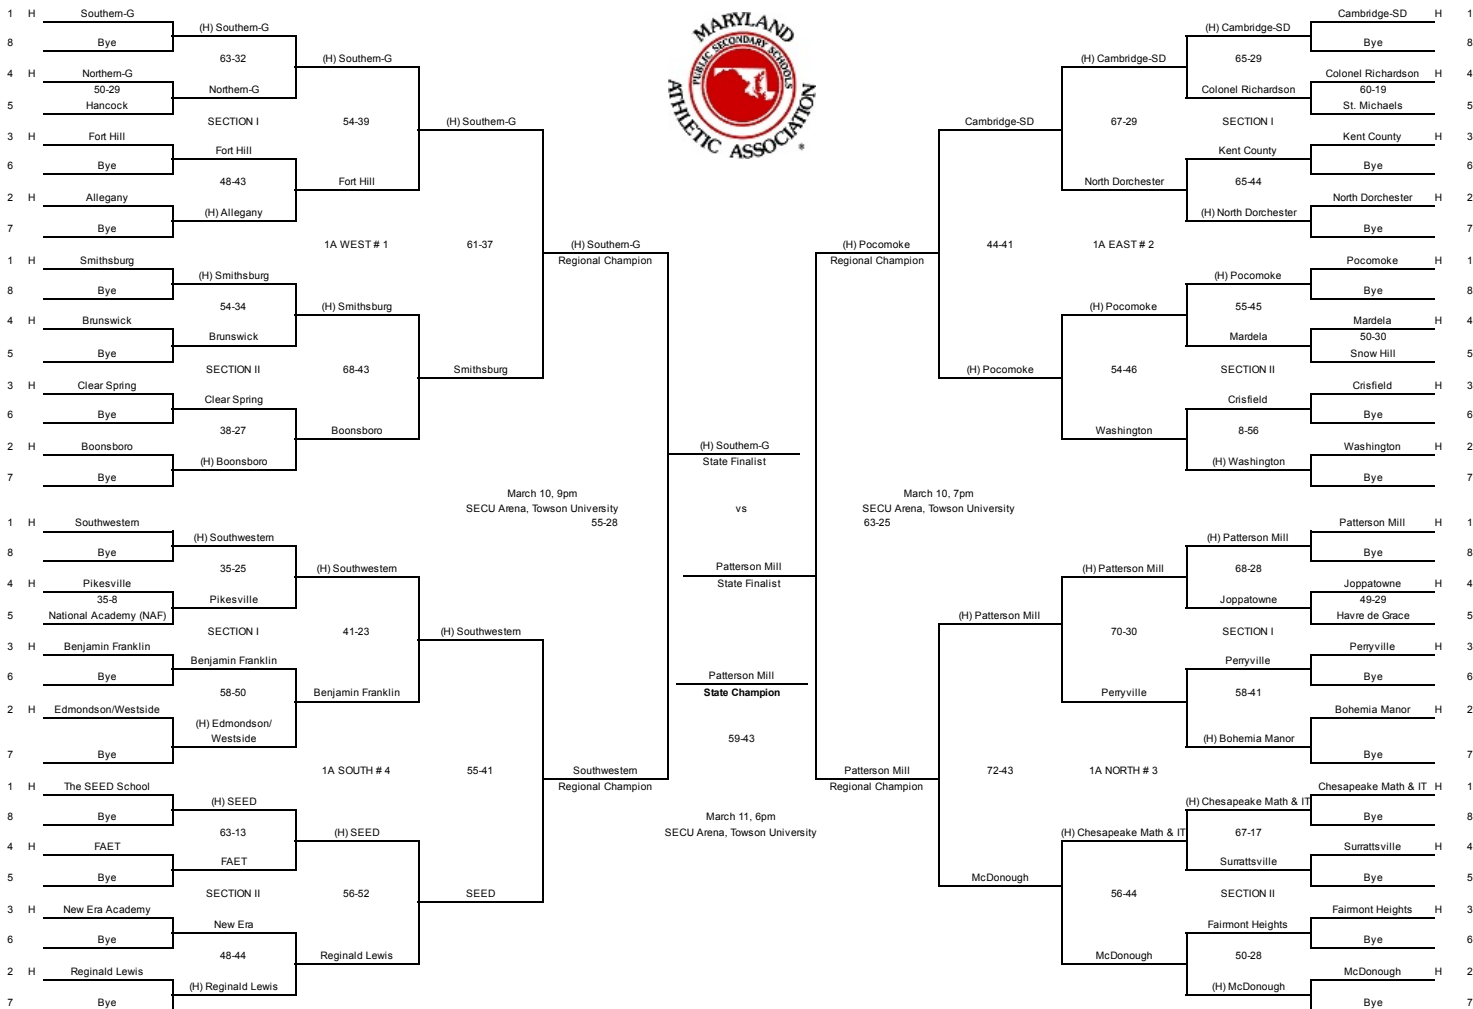 MARYLAND
PUBLIC SECONDARY SCHOOLS
ATHLETIC ASSOCIATION
®
1 H Southern-G
(H) Southern-G
8 Bye
63-32
(H) Southern-G
4 H Northern-G
50-29
Northern-G
5 Hancock
SECTION I
54-39
(H) Southern-G
3 H Fort Hill
Fort Hill
6 Bye
48-43
Fort Hill
2 H Allegany
(H) Allegany
7 Bye
1A WEST # 1
61-37
(H) Southern-G
Regional Champion
1 H Smithsburg
(H) Smithsburg
8 Bye
54-34
(H) Smithsburg
4 H Brunswick
Brunswick
5 Bye
SECTION II
68-43
Smithsburg
3 H Clear Spring
Clear Spring
6 Bye
38-27
Boonsboro
2 H Boonsboro
(H) Boonsboro
7 Bye
(H) Southern-G
State Finalist
March 10, 9pm
SECU Arena, Towson University
55-28
vs
1 H Southwestern
(H) Southwestern
8 Bye
35-25
(H) Southwestern
4 H Pikesville
35-8
Pikesville
5 National Academy (NAF)
SECTION I
41-23
(H) Southwestern
3 H Benjamin Franklin
Benjamin Franklin
6 Bye
58-50
Benjamin Franklin
2 H Edmondson/Westside
(H) Edmondson/
Westside
7 Bye
1A SOUTH # 4
55-41
Southwestern
Regional Champion
1 H The SEED School
(H) SEED
8 Bye
63-13
(H) SEED
4 H FAET
FAET
5 Bye
SECTION II
56-52
SEED
3 H New Era Academy
New Era
6 Bye
48-44
Reginald Lewis
2 H Reginald Lewis
(H) Reginald Lewis
7 Bye
Patterson Mill
State Finalist
Patterson Mill
State Champion
59-43
March 11, 6pm
SECU Arena, Towson University
Cambridge-SD H 1
(H) Cambridge-SD
Bye 8
65-29
(H) Cambridge-SD
Colonel Richardson H 4
60-19
Colonel Richardson
St. Michaels 5
SECTION I
67-29
Cambridge-SD
Kent County H 3
Kent County
Bye 6
65-44
North Dorchester
North Dorchester H 2
(H) North Dorchester
Bye 7
1A EAST # 2
44-41
(H) Pocomoke
Regional Champion
Pocomoke H 1
(H) Pocomoke
Bye 8
55-45
(H) Pocomoke
Mardela H 4
50-30
Mardela
Snow Hill 5
SECTION II
54-46
(H) Pocomoke
Crisfield H 3
Crisfield
Bye 6
8-56
Washington
Washington H 2
(H) Washington
Bye 7
March 10, 7pm
SECU Arena, Towson University
63-25
Patterson Mill H 1
(H) Patterson Mill
Bye 8
68-28
(H) Patterson Mill
Joppatowne H 4
49-29
Joppatowne
Havre de Grace 5
SECTION I
70-30
(H) Patterson Mill
Perryville H 3
Perryville
Bye 6
58-41
Perryville
Bohemia Manor H 2
(H) Bohemia Manor
Bye 7
1A NORTH # 3
72-43
Patterson Mill
Regional Champion
Chesapeake Math & IT H 1
(H) Chesapeake Math & IT
Bye 8
67-17
(H) Chesapeake Math & IT
Surrattsville H 4
Surrattsville
Bye 5
SECTION II
56-44
McDonough
Fairmont Heights H 3
Fairmont Heights
Bye 6
50-28
McDonough
McDonough H 2
(H) McDonough
Bye 7